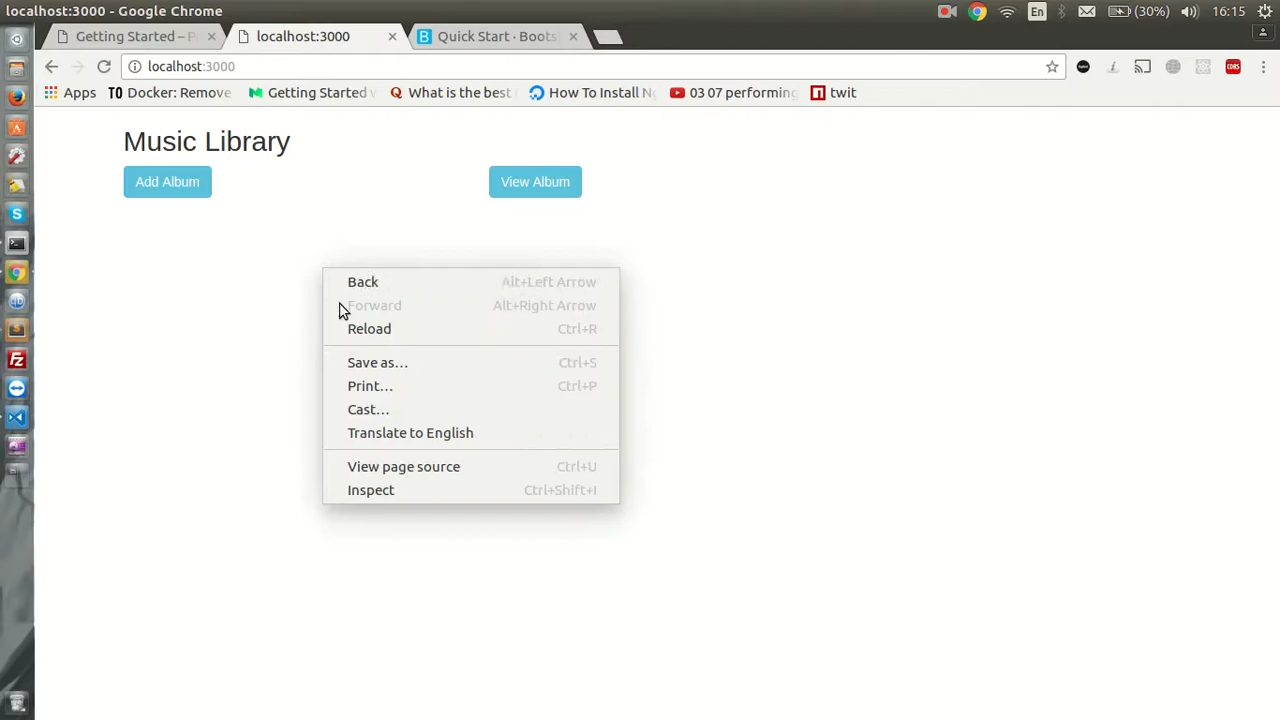 localhost:3000 - Google Chrome
En
(30%)
16:15
Getting Started – P
localhost:3000
Quick Start · Boots
localhost:3000
CORS
Apps
Docker: Remove
Getting Started
What is the best
How To Install
03 07 performing
twit
Music Library
Add Album
View Album
Back Alt+Left Arrow
Forward Alt+Right Arrow
Reload Ctrl+R
Save as… Ctrl+S
Print… Ctrl+P
Cast…
Translate to English
View page source Ctrl+U
Inspect Ctrl+Shift+I